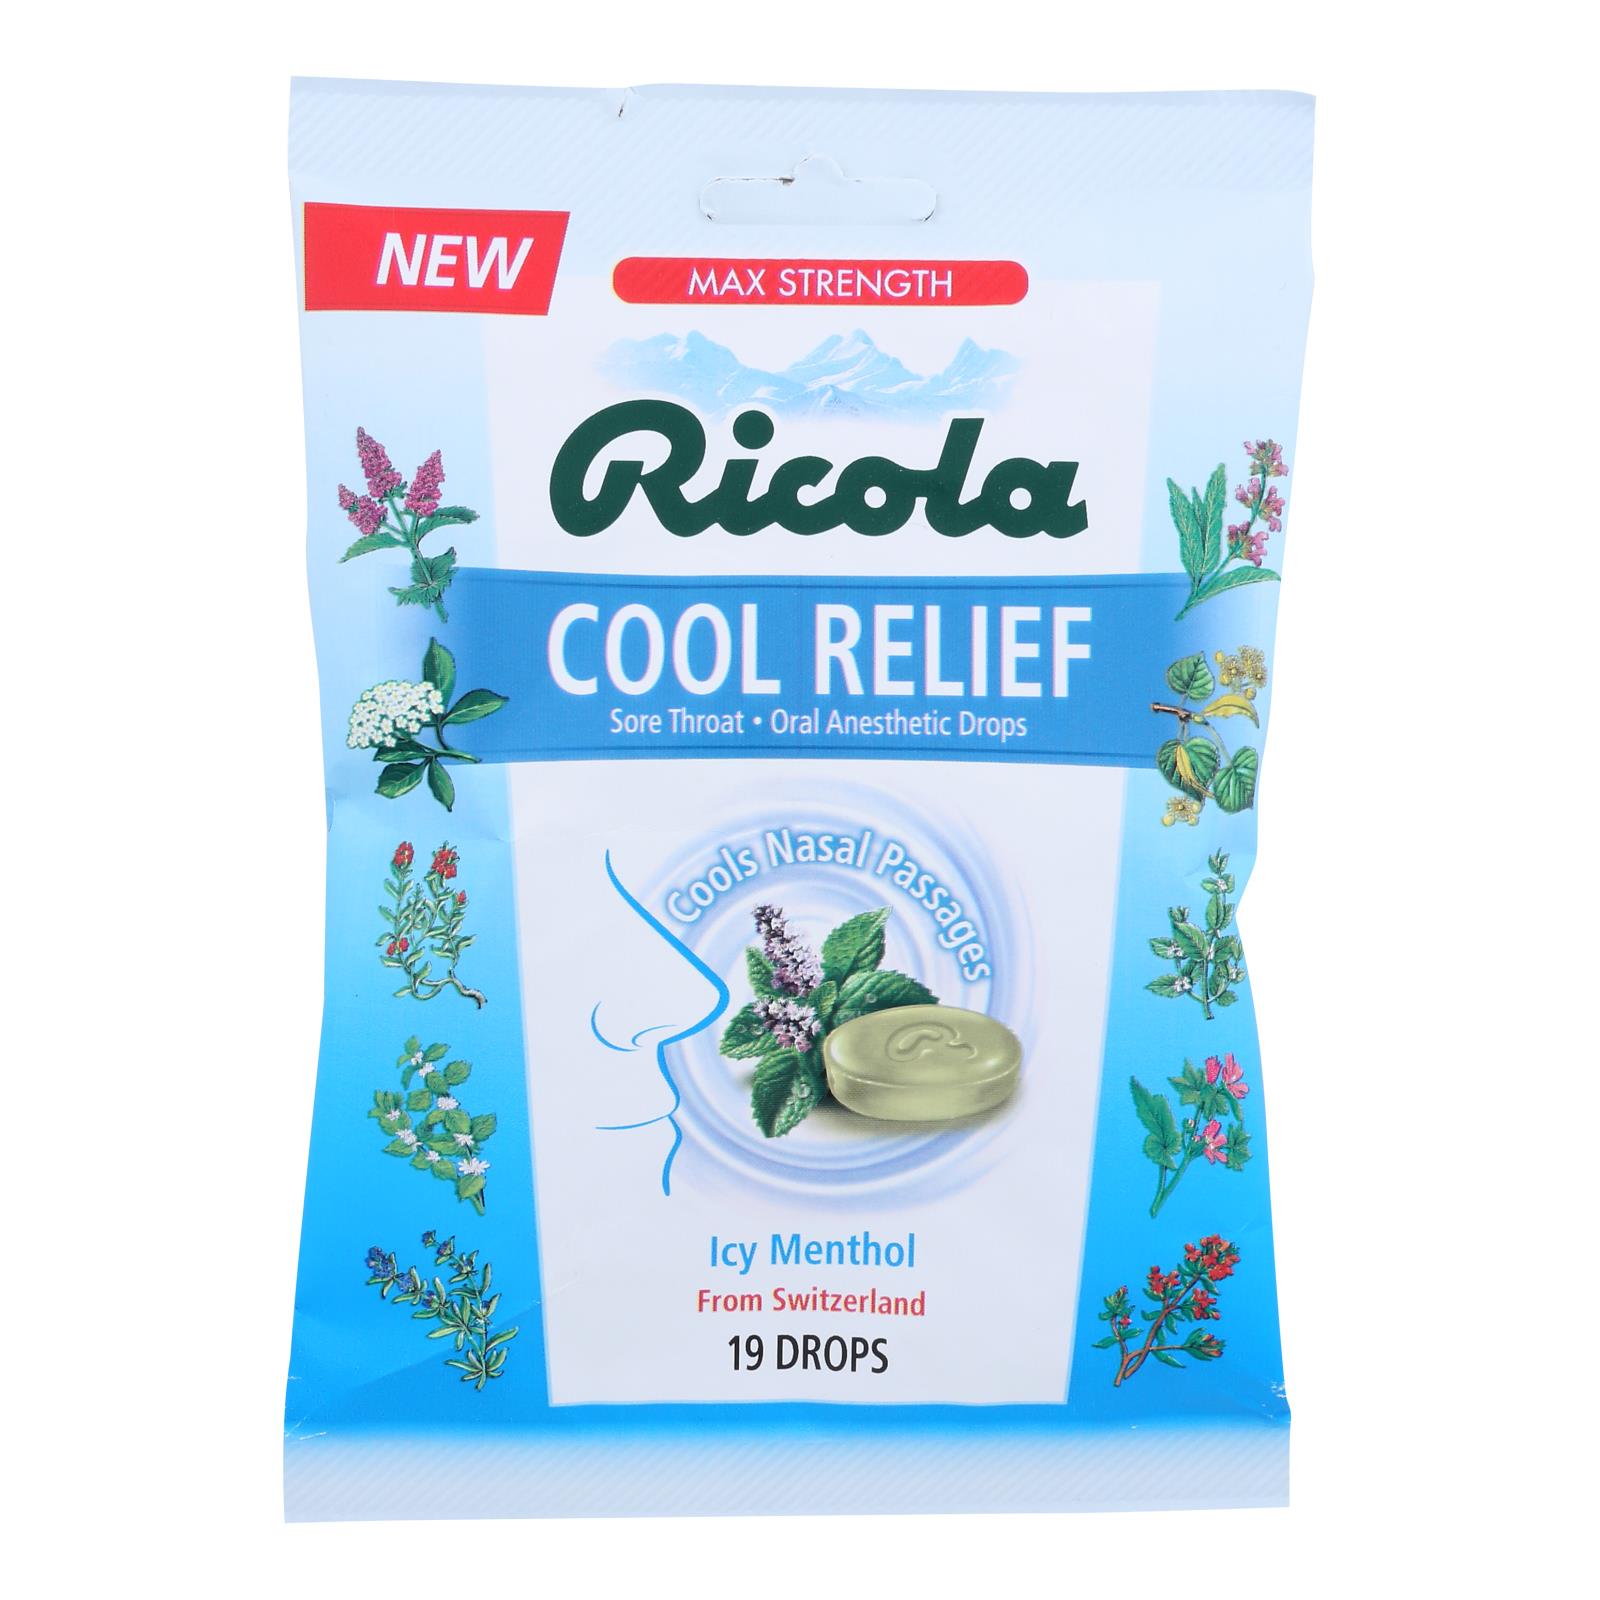 NEW
MAX STRENGTH
Ricola
COOL RELIEF
Sore Throat • Oral Anesthetic Drops
Cools Nasal Passages
Icy Menthol
From Switzerland
19 DROPS